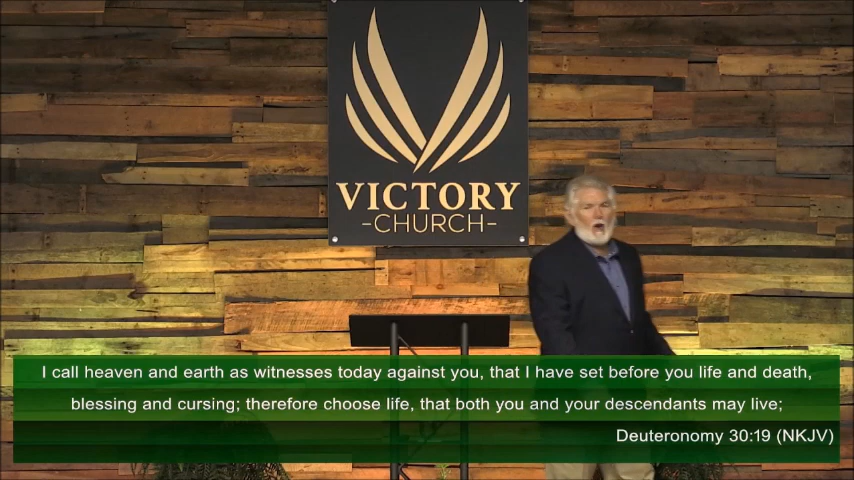 VICTORY
-CHURCH-
I call heaven and earth as witnesses today against you, that I have set before you life and death,
blessing and cursing; therefore choose life, that both you and your descendants may live;
Deuteronomy 30:19 (NKJV)